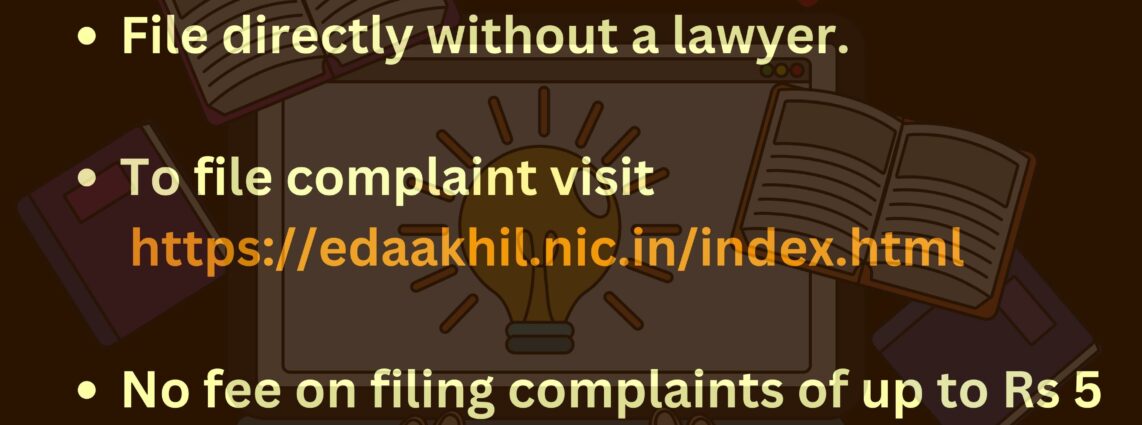 • File directly without a lawyer.
• To file complaint visit
https://edaakhil.nic.in/index.html
• No fee on filing complaints of up to Rs 5